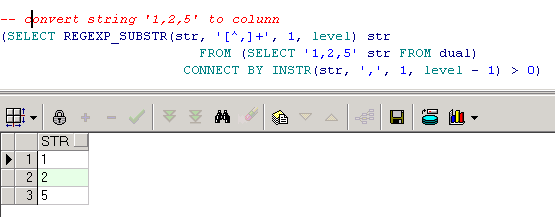 -- convert string '1,2,5' to colunn
(SELECT REGEXP_SUBSTR(str, '[^,]+', 1, level) str
FROM (SELECT '1,2,5' str FROM dual)
CONNECT BY INSTR(str, ',', 1, level - 1) > 0)
STR
1 1
2 2
3 5